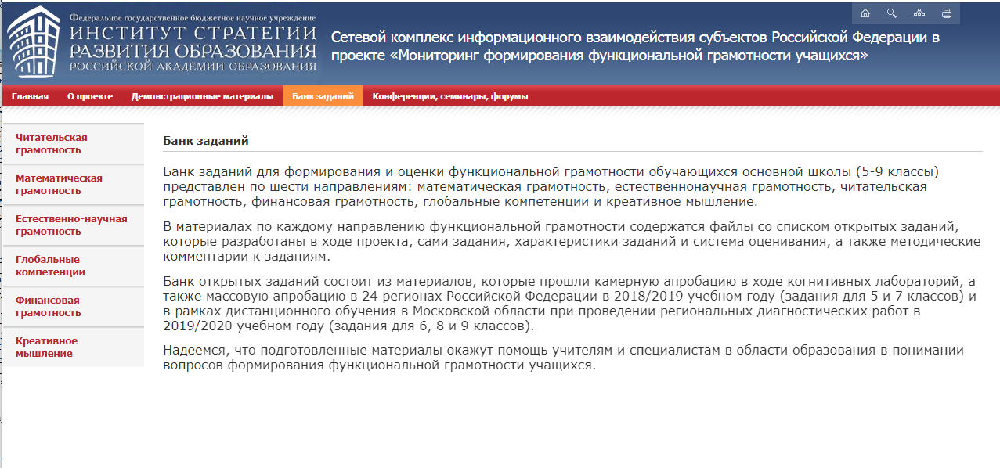 Федеральное государственное бюджетное научное учреждение
ИНСТИТУТ СТРАТЕГИИ
РАЗВИТИЯ ОБРАЗОВАНИЯ
РОССИЙСКОЙ АКАДЕМИИ ОБРАЗОВАНИЯ
Сетевой комплекс информационного взаимодействия субъектов Российской Федерации в
проекте «Мониторинг формирования функциональной грамотности учащихся»
Главная О проекте Демонстрационные материалы Банк заданий Конференции, семинары, форумы
Читательская
грамотность
Математическая
грамотность
Естественно-научная
грамотность
Глобальные
компетенции
Финансовая
грамотность
Креативное
мышление
Банк заданий
Банк заданий для формирования и оценки функциональной грамотности обучающихся основной школы (5-9 классы)
представлен по шести направлениям: математическая грамотность, естественнонаучная грамотность, читательская
грамотность, финансовая грамотность, глобальные компетенции и креативное мышление.
В материалах по каждому направлению функциональной грамотности содержатся файлы со списком открытых заданий,
которые разработаны в ходе проекта, сами задания, характеристики заданий и система оценивания, а также методические
комментарии к заданиям.
Банк открытых заданий состоит из материалов, которые прошли камерную апробацию в ходе когнитивных лабораторий, а
также массовую апробацию в 24 регионах Российской Федерации в 2018/2019 учебном году (задания для 5 и 7 классов) и
в рамках дистанционного обучения в Московской области при проведении региональных диагностических работ в
2019/2020 учебном году (задания для 6, 8 и 9 классов).
Надеемся, что подготовленные материалы окажут помощь учителям и специалистам в области образования в понимании
вопросов формирования функциональной грамотности учащихся.